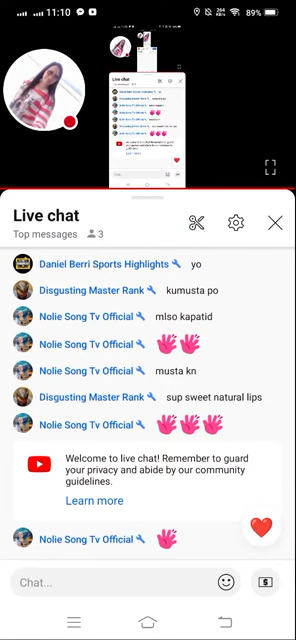 11:10
264
89%
Live chat
Live chat
Top messages 3
Daniel Berri Sports Highlights yo
Disgusting Master Rank kumusta po
Nolie Song Tv Official mlso kapatid
Nolie Song Tv Official
Nolie Song Tv Official musta kn
Disgusting Master Rank sup sweet natural lips
Nolie Song Tv Official
Welcome to live chat! Remember to guard
your privacy and abide by our community
guidelines.
Learn more
Nolie Song Tv Official
Chat...